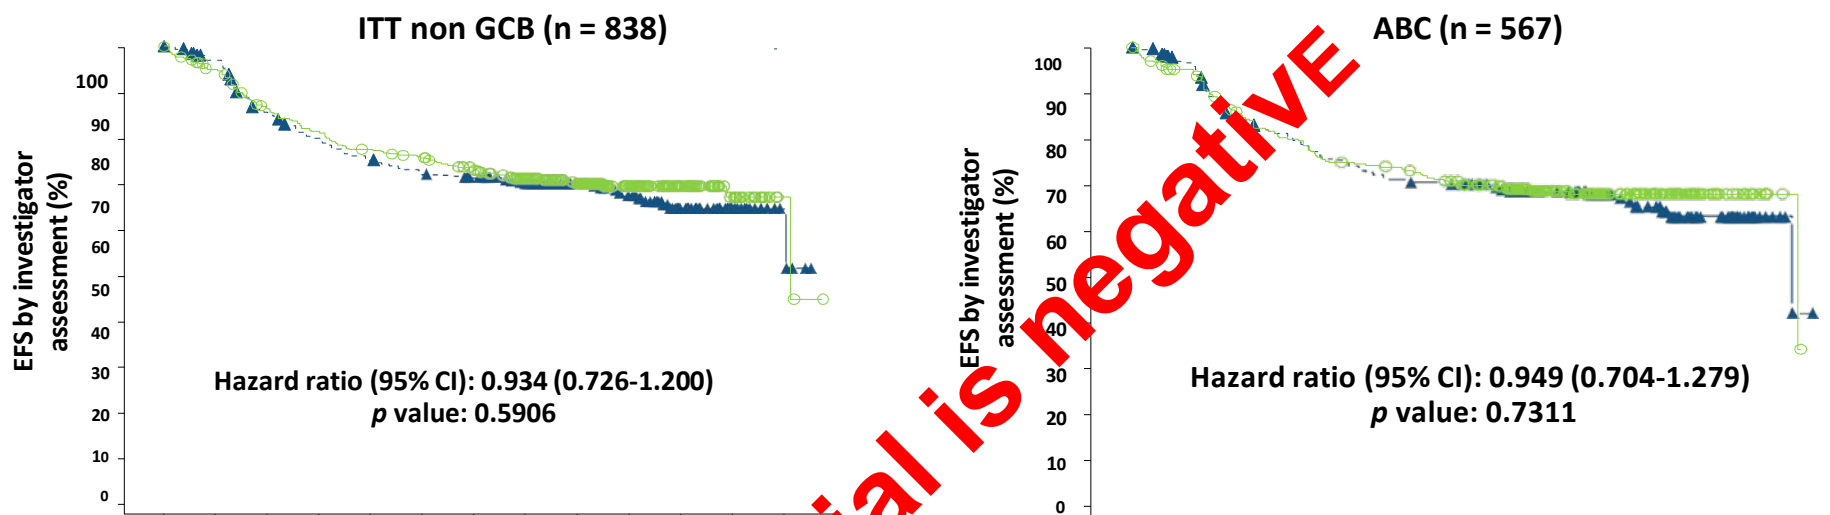 ITT non GCB (n = 838)
EFS by investigator
assessment (%)
100
90
80
70
60
50
40
30
20
10
0
Hazard ratio (95% CI): 0.934 (0.726-1.200)
p value: 0.5906
ABC (n = 567)
EFS by investigator
assessment (%)
100
90
80
70
60
50
40
30
20
10
0
Hazard ratio (95% CI): 0.949 (0.704-1.279)
p value: 0.7311
is negativE